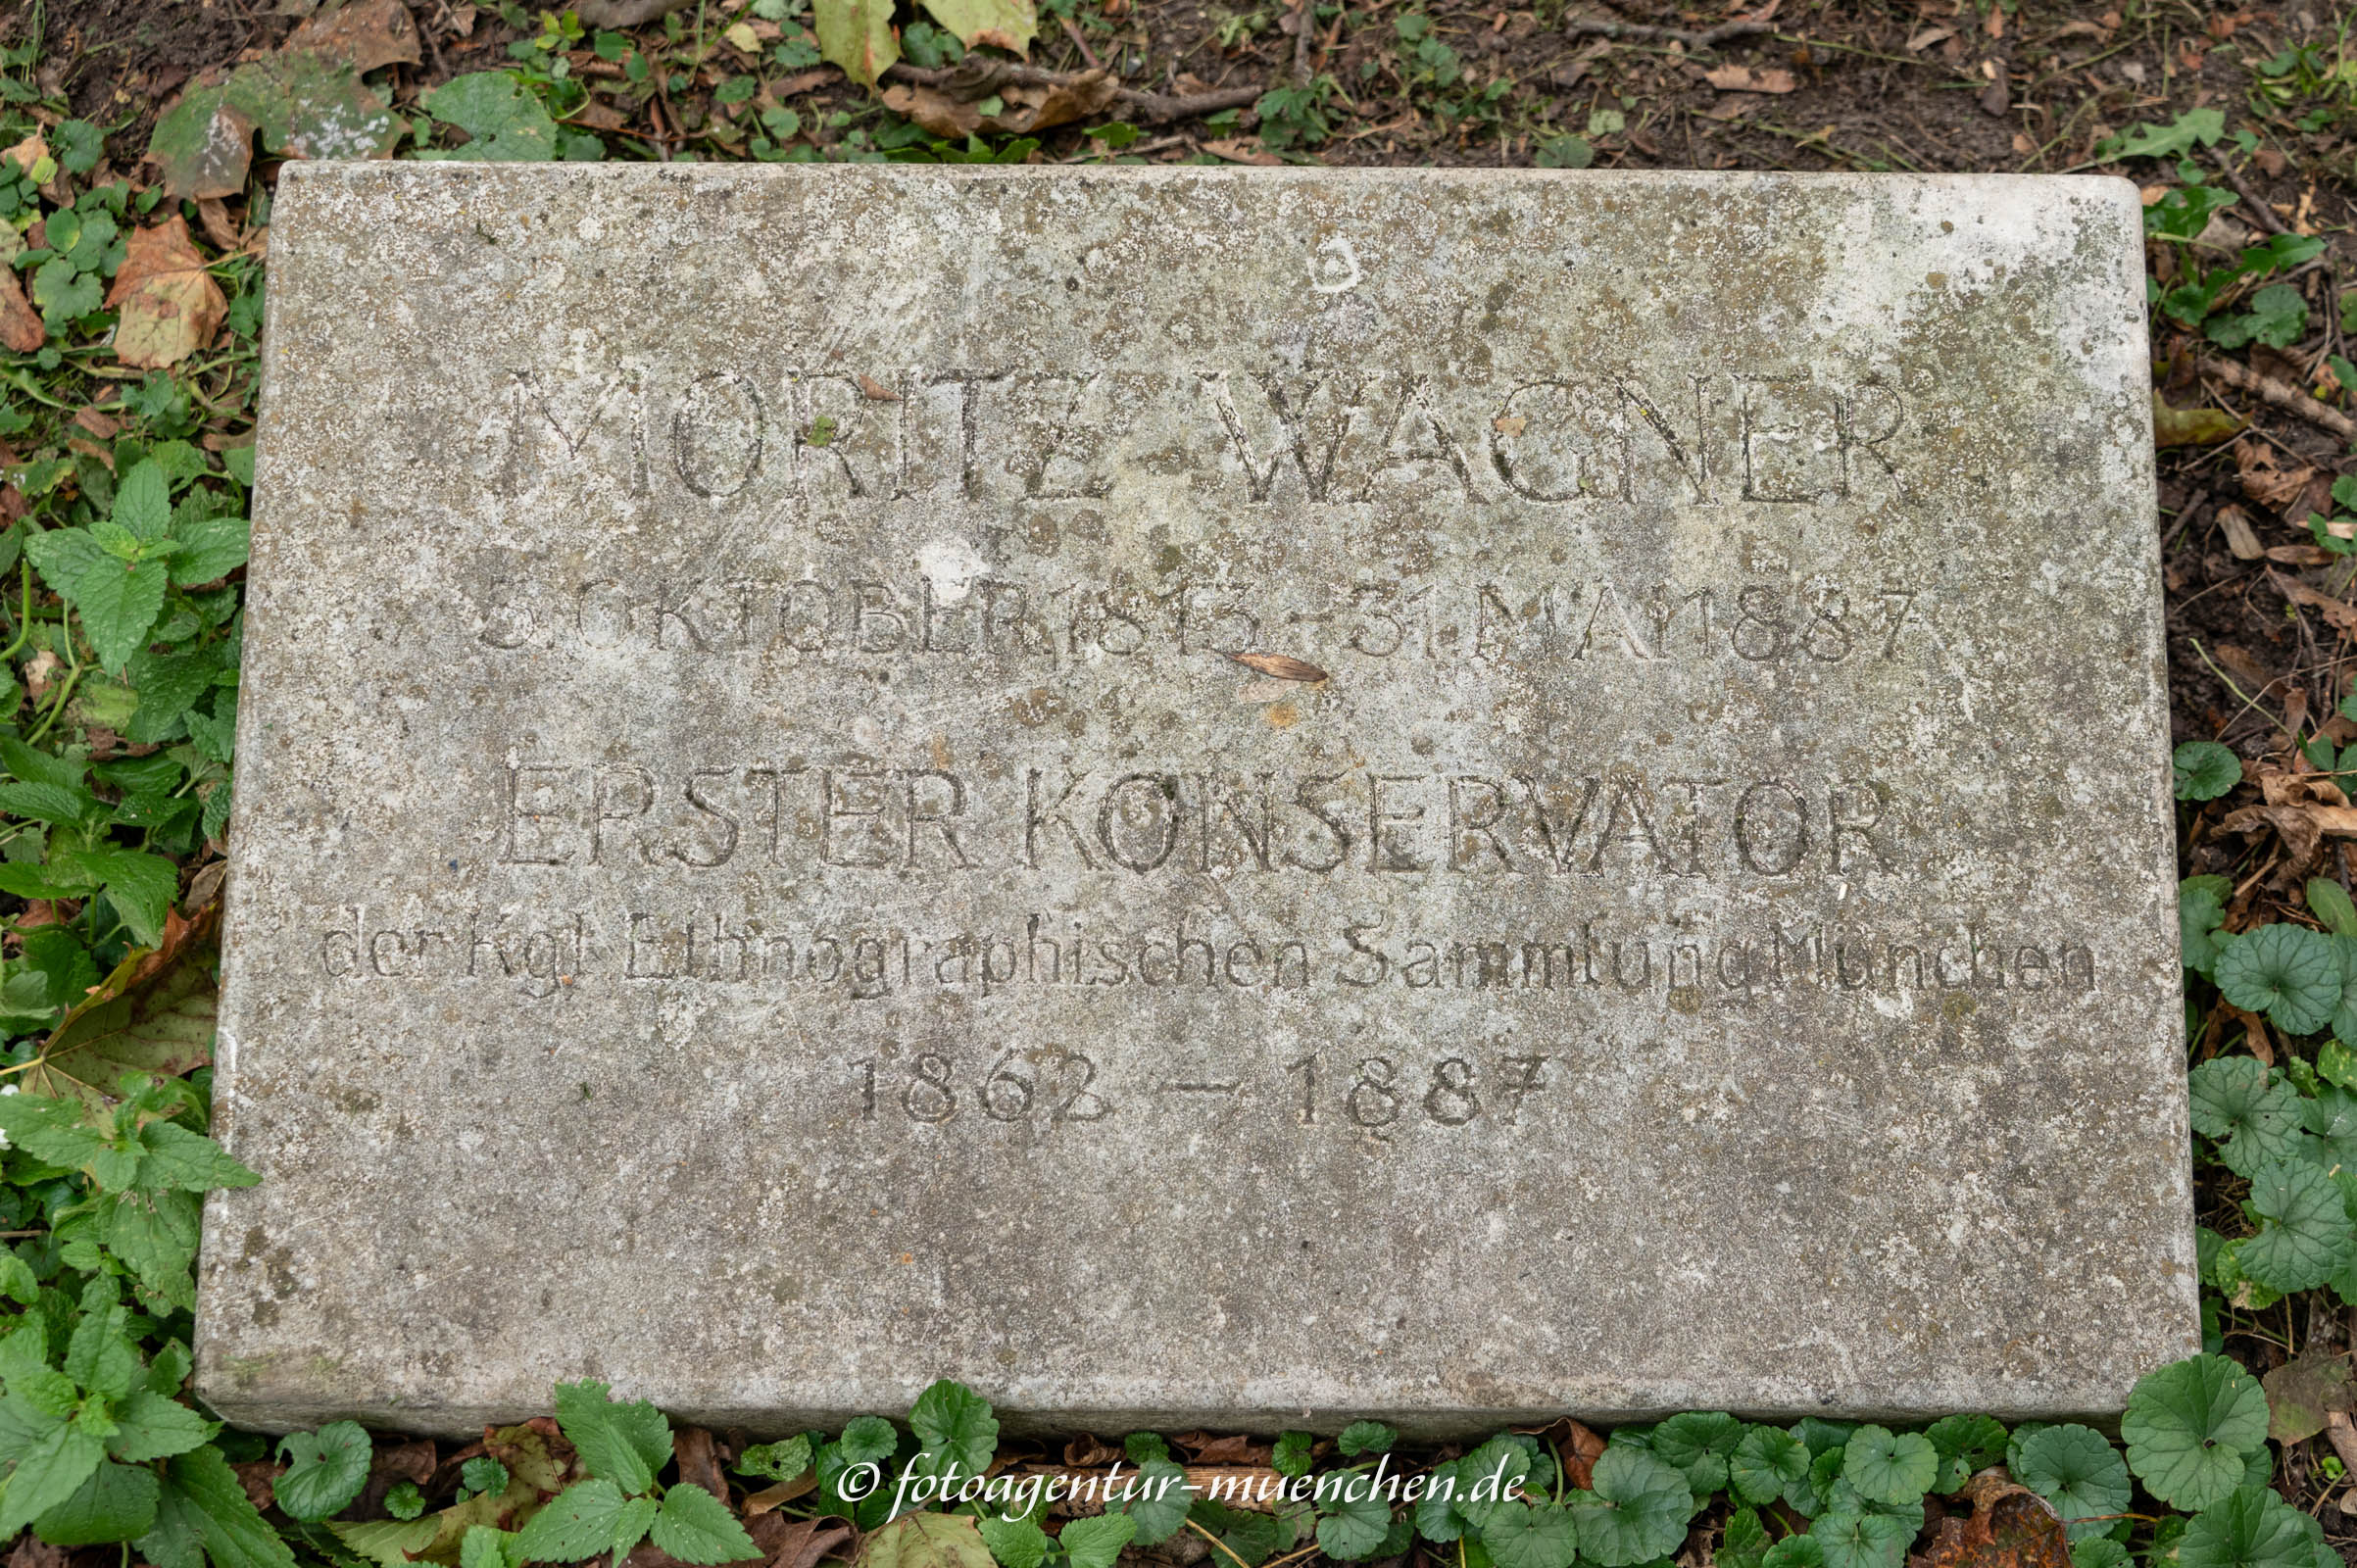 MORITZ WAGNER
5. OKTOBER 1813 - 31. MAI 1887
ERSTER KONSERVATOR
der Kgl. Ethnographischen Sammlung München
1862 – 1887
© fotoagentur-muenchen.de